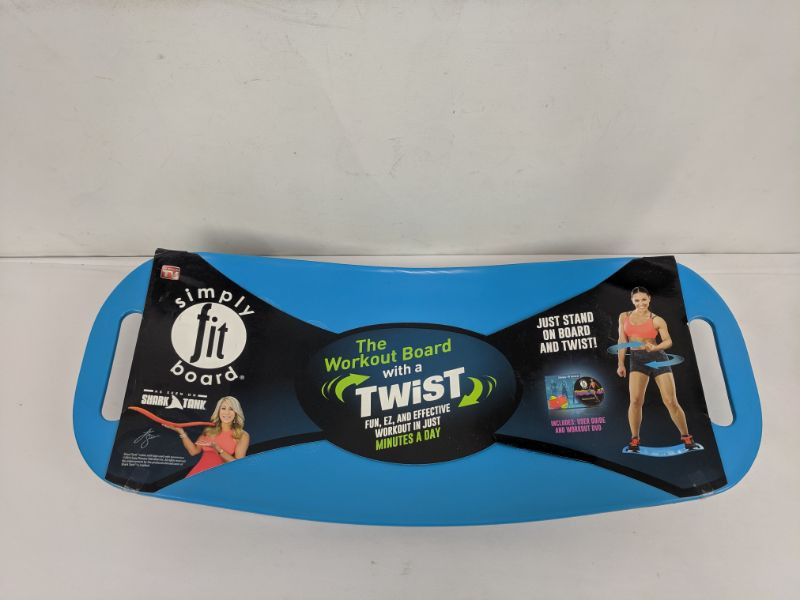 simply
fit
board®
AS SEEN ON
SHARK TANK
The
Workout Board
with a
TWiST
FUN, EZ, AND EFFECTIVE
WORKOUT IN JUST
MINUTES A DAY
JUST STAND
ON BOARD
AND TWIST!
INCLUDES: USER GUIDE
AND WORKOUT DVD